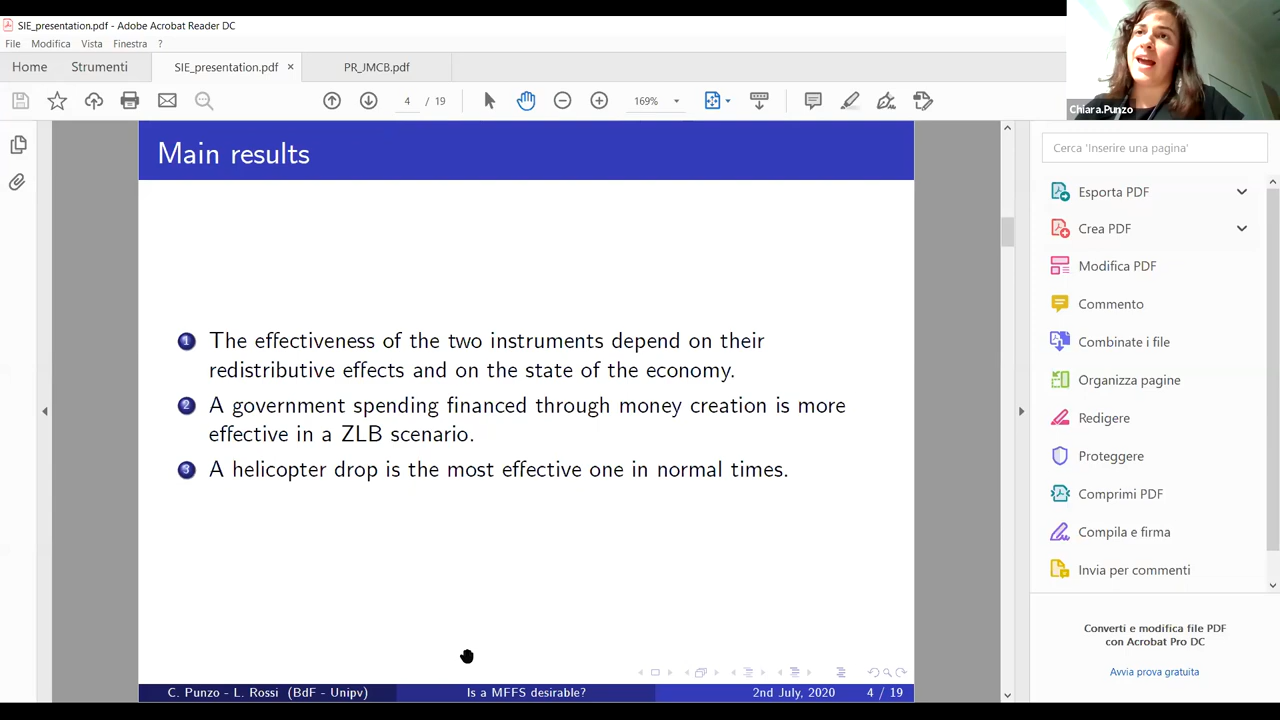 SIE_presentation.pdf - Adobe Acrobat Reader DC
File Modifica Vista Finestra ?
Home Strumenti SIE_presentation.pdf × PR_JMCB.pdf
4 / 19 169%
Chiara.Punzo
Main results
1 The effectiveness of the two instruments depend on their
redistributive effects and on the state of the economy.
2 A government spending financed through money creation is more
effective in a ZLB scenario.
3 A helicopter drop is the most effective one in normal times.
C. Punzo - L. Rossi (BdF - Unipv) Is a MFFS desirable? 2nd July, 2020 4 / 19
Cerca 'Inserire una pagina'
Esporta PDF
Crea PDF
Modifica PDF
Commento
Combinate i file
Organizza pagine
Redigere
Proteggere
Comprimi PDF
Compila e firma
Invia per commenti
Converti e modifica file PDF
con Acrobat Pro DC
Avvia prova gratuita